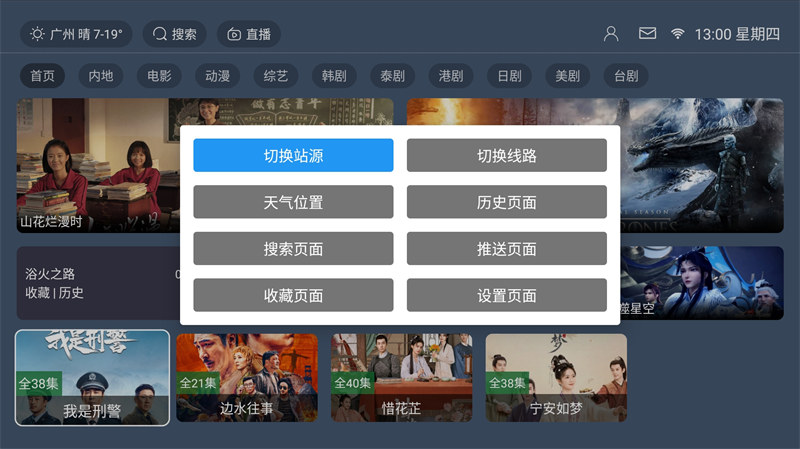 广州 晴 7-19°
搜索
直播
13:00 星期四
首页
内地
电影
动漫
综艺
韩剧
泰剧
港剧
日剧
美剧
台剧
山花烂漫时
SEASON
切换站源
切换线路
天气位置
历史页面
搜索页面
推送页面
收藏页面
设置页面
浴火之路
收藏 | 历史
噬星空
我是刑警
全38集
我是刑警
全21集
边水往事
全40集
惜花芷
全38集
宁安如梦